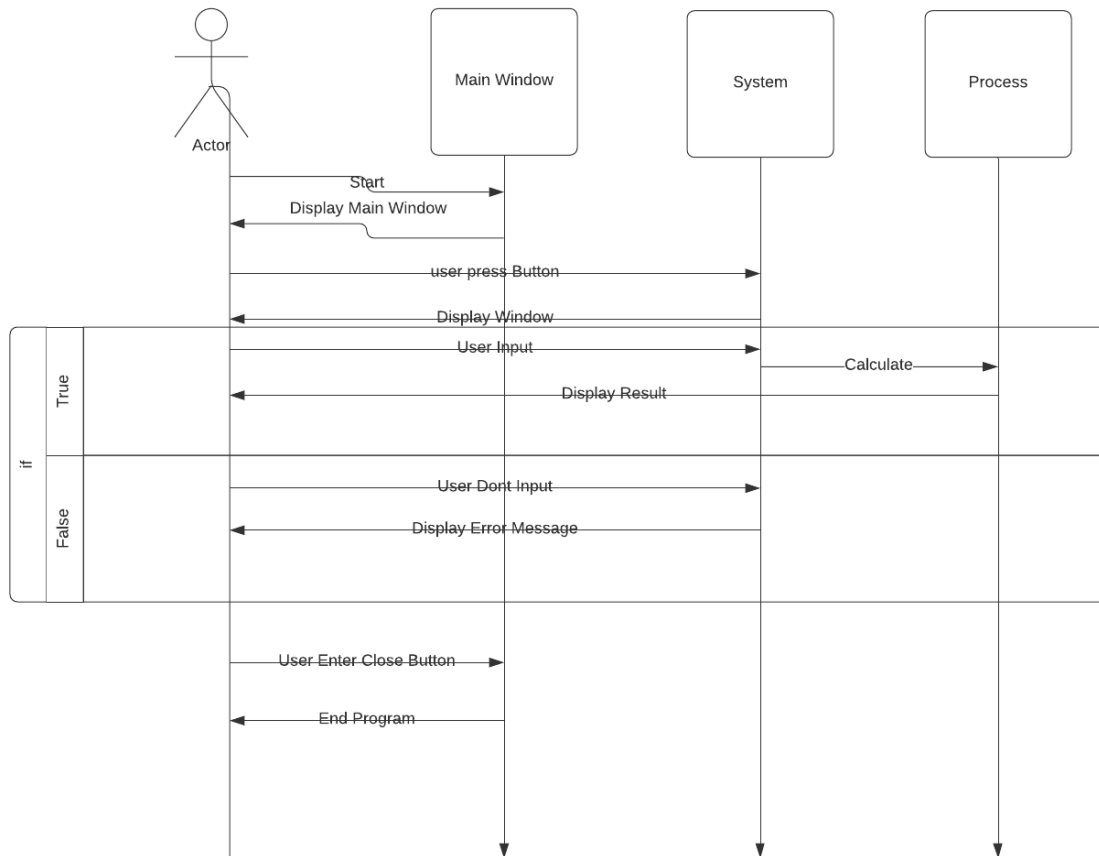 Main Window
System
Process
Actor
Start
Display Main Window
user press Button
Display Window
User Input
Calculate
Display Result
True
if
User Dont Input
Display Error Message
False
User Enter Close Button
End Program